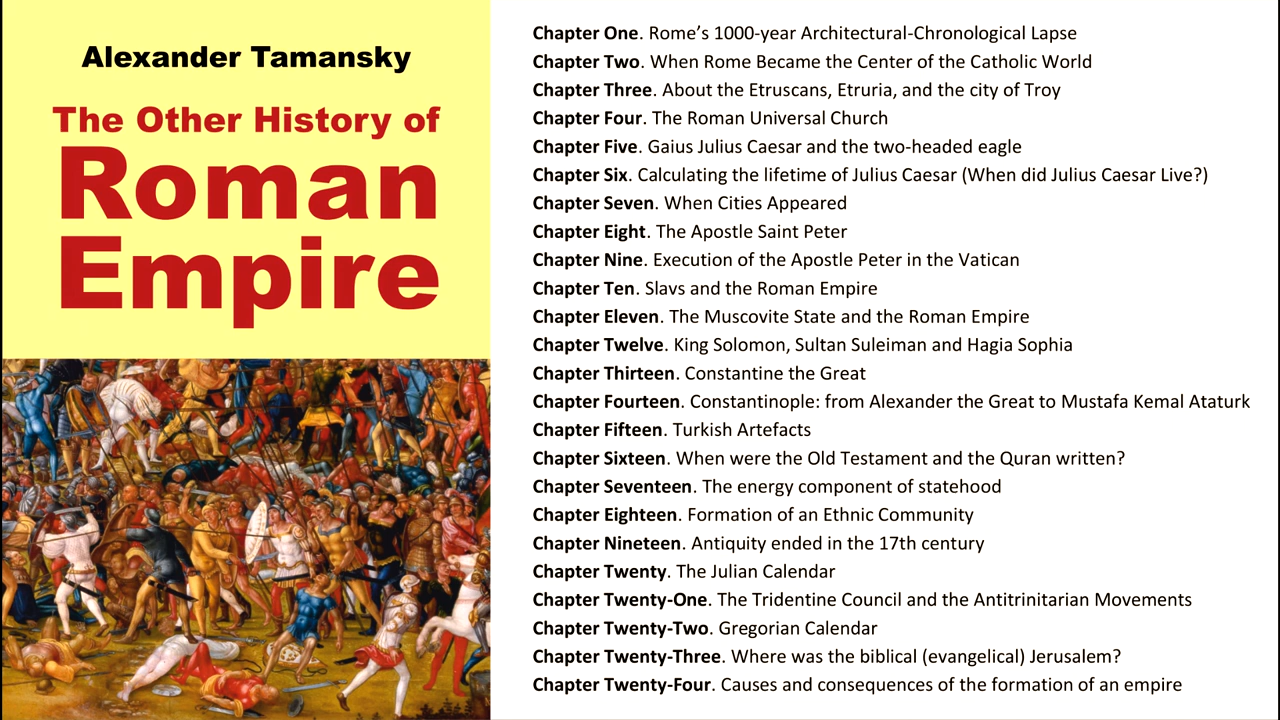 Alexander Tamansky
The Other History of
Roman
Empire
Chapter One. Rome’s 1000-year Architectural-Chronological Lapse
Chapter Two. When Rome Became the Center of the Catholic World
Chapter Three. About the Etruscans, Etruria, and the city of Troy
Chapter Four. The Roman Universal Church
Chapter Five. Gaius Julius Caesar and the two-headed eagle
Chapter Six. Calculating the lifetime of Julius Caesar (When did Julius Caesar Live?)
Chapter Seven. When Cities Appeared
Chapter Eight. The Apostle Saint Peter
Chapter Nine. Execution of the Apostle Peter in the Vatican
Chapter Ten. Slavs and the Roman Empire
Chapter Eleven. The Muscovite State and the Roman Empire
Chapter Twelve. King Solomon, Sultan Suleiman and Hagia Sophia
Chapter Thirteen. Constantine the Great
Chapter Fourteen. Constantinople: from Alexander the Great to Mustafa Kemal Ataturk
Chapter Fifteen. Turkish Artefacts
Chapter Sixteen. When were the Old Testament and the Quran written?
Chapter Seventeen. The energy component of statehood
Chapter Eighteen. Formation of an Ethnic Community
Chapter Nineteen. Antiquity ended in the 17th century
Chapter Twenty. The Julian Calendar
Chapter Twenty-One. The Tridentine Council and the Antitrinitarian Movements
Chapter Twenty-Two. Gregorian Calendar
Chapter Twenty-Three. Where was the biblical (evangelical) Jerusalem?
Chapter Twenty-Four. Causes and consequences of the formation of an empire